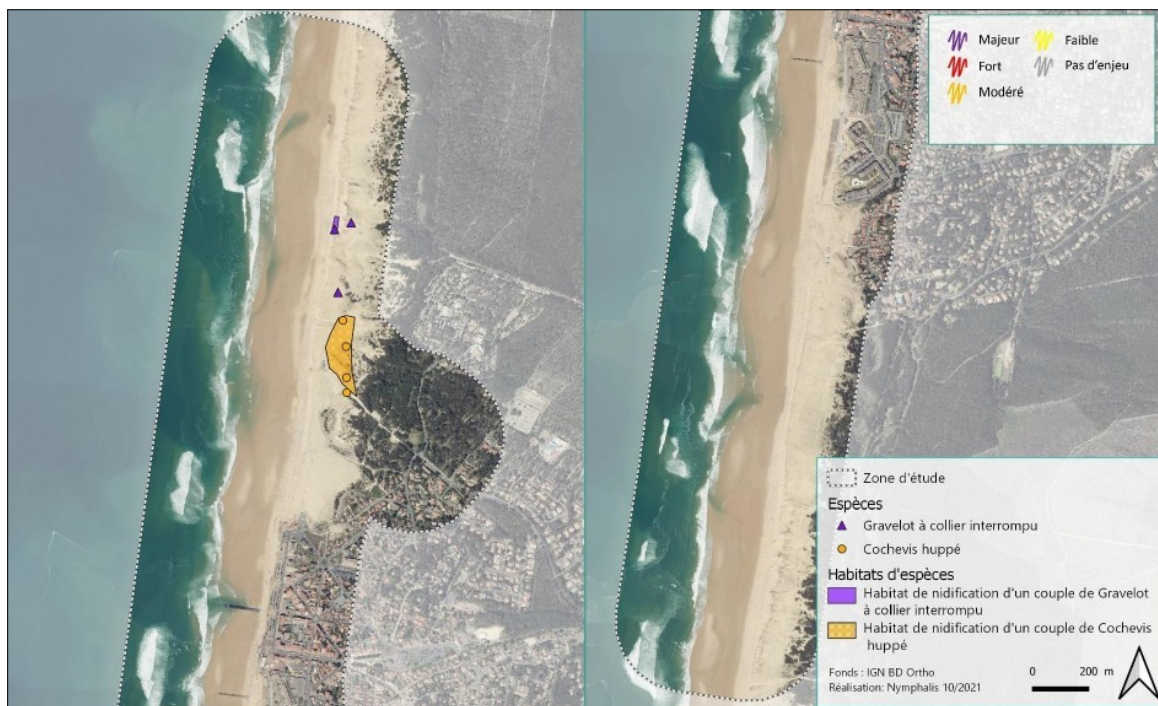 Majeur
Faible
Fort
Pas d'enjeu
Modéré
Zone d'étude
Espèces
Gravelot à collier interrompu
Cochevis huppé
Habitats d'espèces
Habitat de nidification d'un couple de Gravelot
à collier interrompu
Habitat de nidification d'un couple de Cochevis
huppé
Fonds : IGN BD Ortho
Réalisation: Nymphalis 10/2021
0 200 m